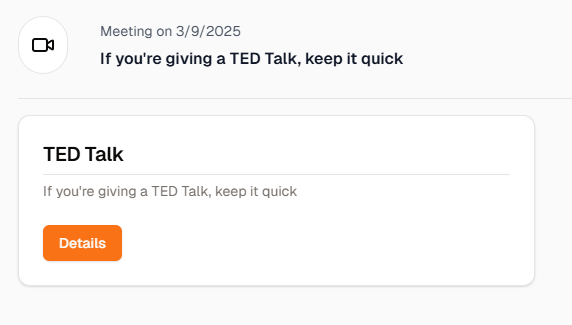 Meeting on 3/9/2025
If you're giving a TED Talk, keep it quick
TED Talk
If you're giving a TED Talk, keep it quick
Details